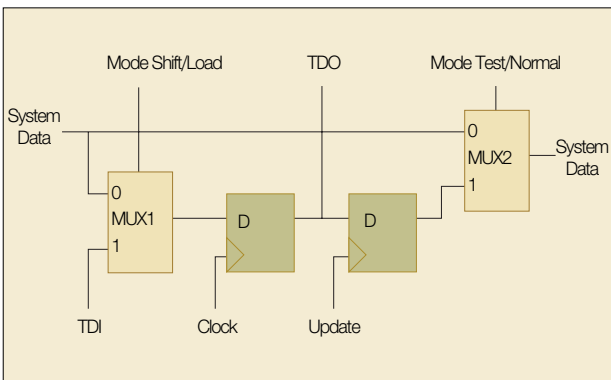 Mode Shift/Load
TDO
Mode Test/Normal
System
Data
0
MUX2
1
System
Data
0
MUX1
1
D
D
TDI
Clock
Update